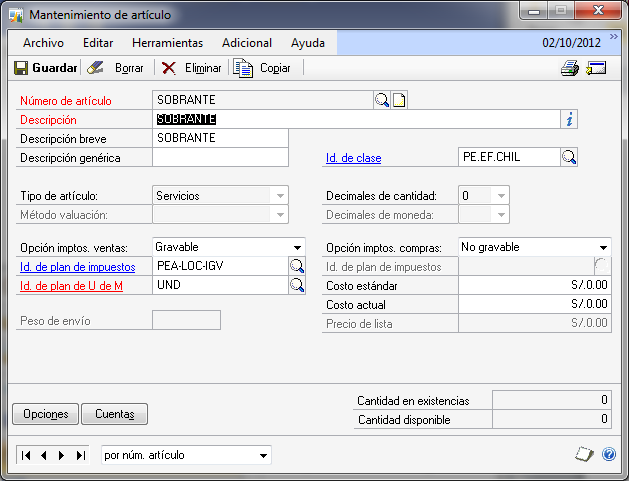 Mantenimiento de artículo
Archivo Editar Herramientas Adicional Ayuda 02/10/2012 »
Guardar Borrar Eliminar Copiar
Número de artículo SOBRANTE
Descripción SOBRANTE
Descripción breve SOBRANTE
Descripción genérica Id. de clase PE.EF.CHIL
Tipo de artículo: Servicios Decimales de cantidad: 0
Método valuación: Decimales de moneda:
Opción imptos. ventas: Gravable Opción imptos. compras: No gravable
Id. de plan de impuestos PEA-LOC-IGV Id. de plan de impuestos
Id. de plan de U de M UND Costo estándar S/.0.00
Costo actual S/.0.00
Peso de envío Precio de lista S/.0.00
Cantidad en existencias 0
Opciones Cuentas Cantidad disponible 0
por núm. artículo